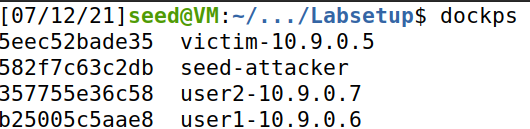 [07/12/21]seed@VM:~/.../Labsetup$ dockps
5eec52bade35  victim-10.9.0.5
582f7c63c2db  seed-attacker
357755e36c58  user2-10.9.0.7
b25005c5aae8  user1-10.9.0.6